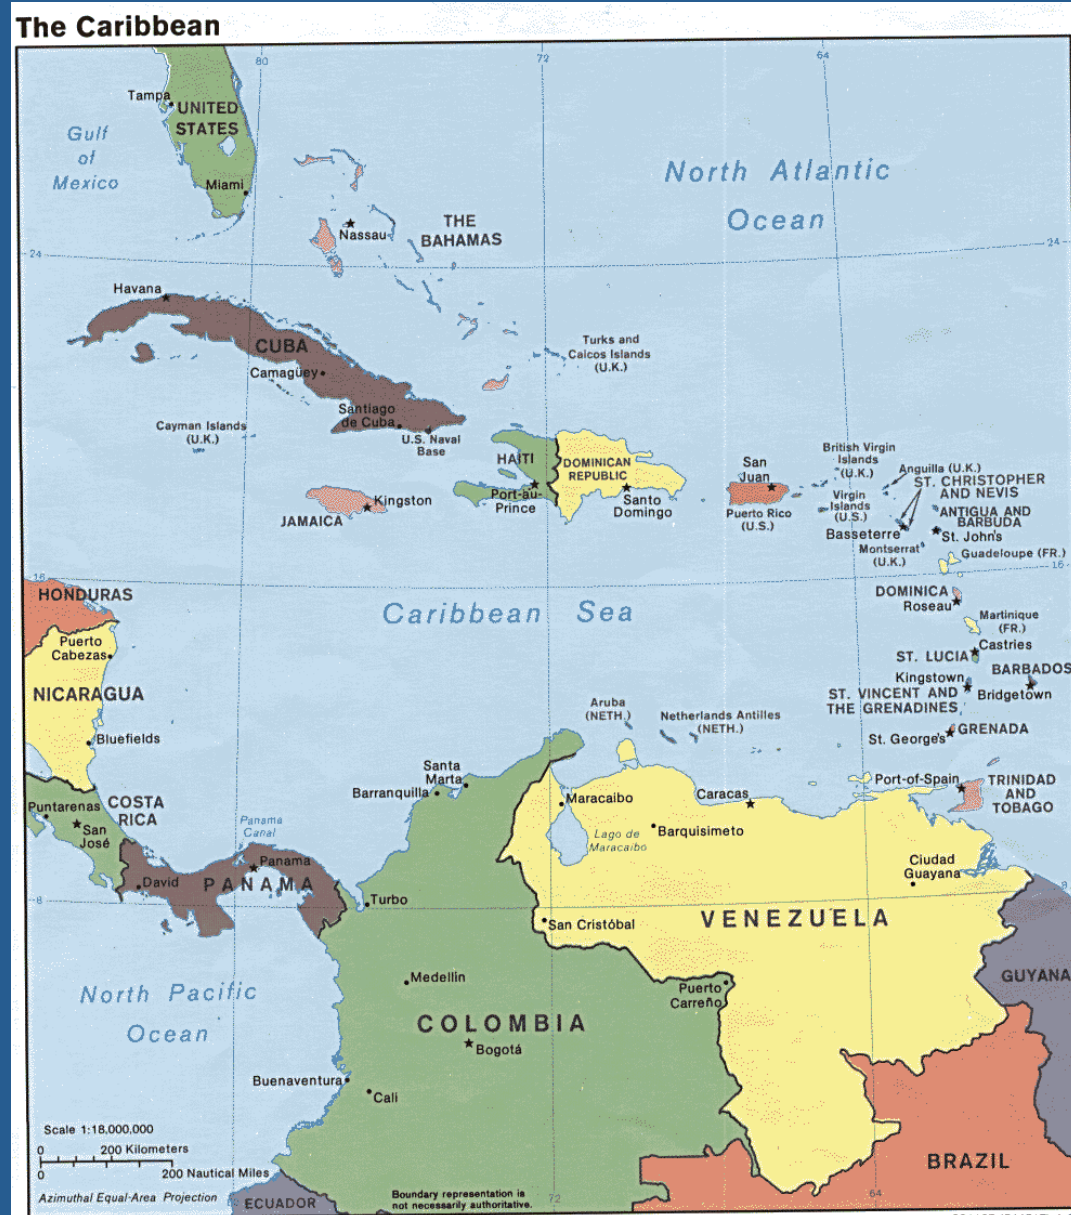 The Caribbean
80
72
64
Tampa
UNITED
STATES
Gulf
of
Mexico
Miami
North Atlantic
Ocean
Nassau
THE
BAHAMAS
24
24
Havana
CUBA
Camagüey
Turks and
Caicos Islands
(U.K.)
Santiago
de Cuba
U.S. Naval
Base
Cayman Islands
(U.K.)
HAITI
Port-au-
Prince
DOMINICAN
REPUBLIC
Santo
Domingo
San
Juan
Puerto Rico
(U.S.)
British Virgin
Islands
(U.K.)
Virgin
Islands
(U.S.)
Anguilla (U.K.)
ST. CHRISTOPHER
AND NEVIS
Basseterre
ANTIGUA AND
BARBUDA
St. John's
Montserrat
(U.K.)
Guadeloupe (FR.)
Kingston
JAMAICA
16
16
HONDURAS
Caribbean Sea
DOMINICA
Roseau
Martinique
(FR.)
Castries
ST. LUCIA
BARBADOS
Bridgetown
Kingstown
ST. VINCENT AND
THE GRENADINES
GRENADA
St. George's
Puerto
Cabezas
NICARAGUA
Bluefields
Aruba
(NETH.)
Netherlands Antilles
(NETH.)
Port-of-Spain
TRINIDAD
AND
TOBAGO
Santa
Marta
Barranquilla
Maracaibo
Caracas
Lago de
Maracaibo
Barquisimeto
Puntarenas
COSTA
RICA
San
José
Panama
Canal
Panama
David
PANAMA
Turbo
Ciudad
Guayana
8
8
San Cristóbal
VENEZUELA
GUYANA
North Pacific
Ocean
Medellin
Puerto
Carreño
COLOMBIA
Bogotá
Buenaventura
Cali
Scale 1:18,000,000
0 200 Kilometers
0 200 Nautical Miles
Azimuthal Equal-Area Projection
ECUADOR
Boundary representation is
not necessarily authoritative.
72
64
BRAZIL